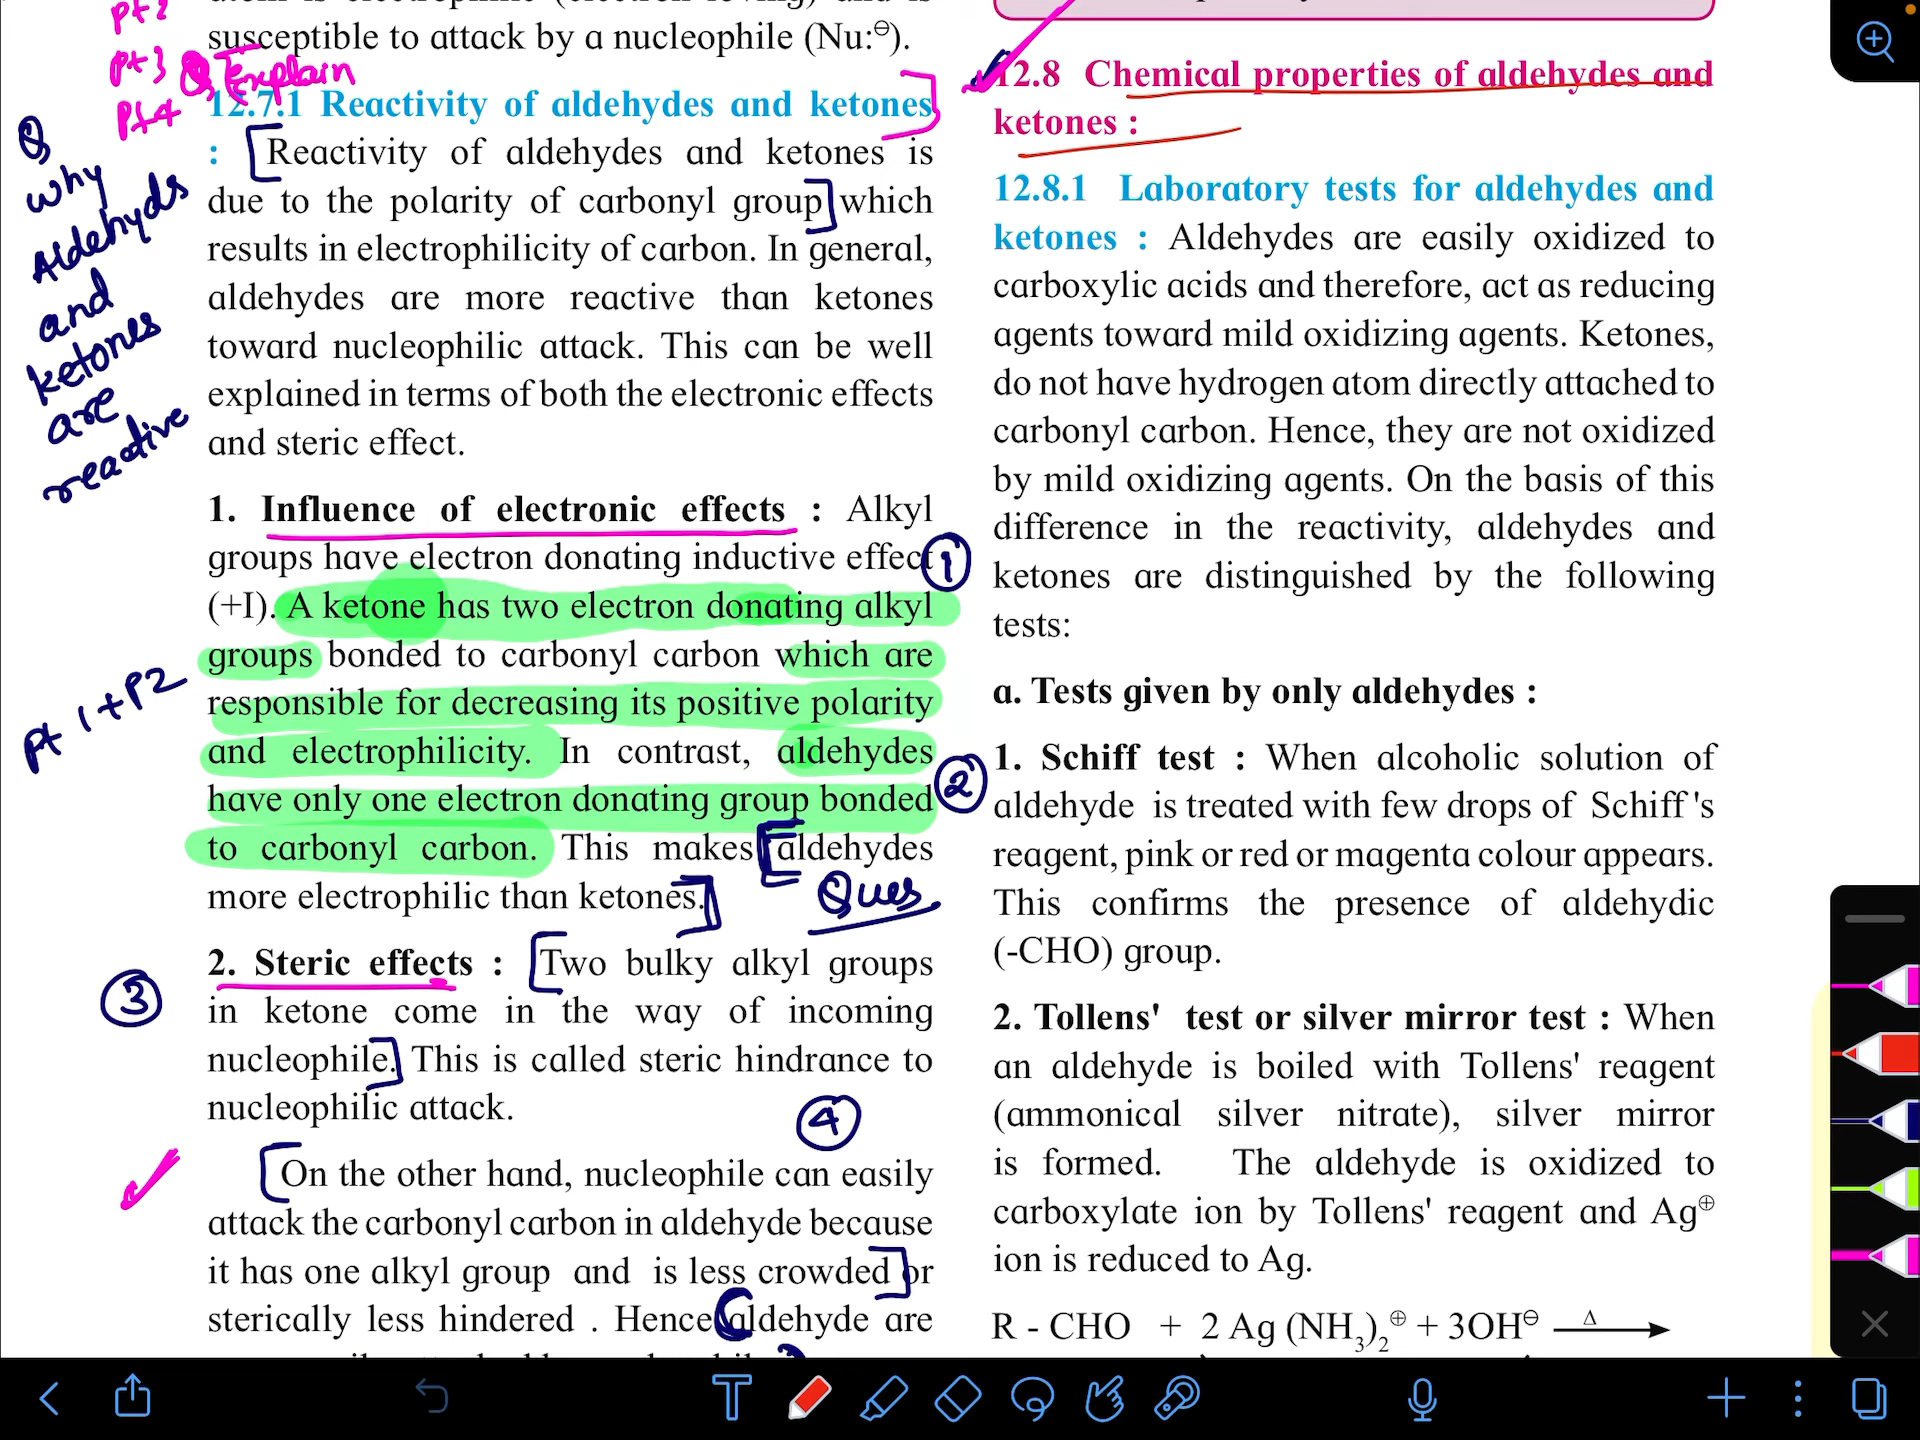 susceptible to attack by a nucleophile (Nu:⊖).
pt3 Q Explain
pt4
12.7.1 Reactivity of aldehydes and ketones
: Reactivity of aldehydes and ketones is
due to the polarity of carbonyl group which
results in electrophilicity of carbon. In general,
aldehydes are more reactive than ketones
toward nucleophilic attack. This can be well
explained in terms of both the electronic effects
and steric effect.
Q
why
Aldehyds
and
ketones
are
reactive
1. Influence of electronic effects : Alkyl
groups have electron donating inductive effect
(+I). A ketone has two electron donating alkyl
groups bonded to carbonyl carbon which are
responsible for decreasing its positive polarity
and electrophilicity. In contrast, aldehydes
have only one electron donating group bonded
to carbonyl carbon. This makes aldehydes
more electrophilic than ketones.
Ques
1
2
pt 1+P2
2. Steric effects : Two bulky alkyl groups
in ketone come in the way of incoming
nucleophile. This is called steric hindrance to
nucleophilic attack.
3
4
On the other hand, nucleophile can easily
attack the carbonyl carbon in aldehyde because
it has one alkyl group and is less crowded or
sterically less hindered . Hence aldehyde are
12.8 Chemical properties of aldehydes and
ketones :
12.8.1 Laboratory tests for aldehydes and
ketones : Aldehydes are easily oxidized to
carboxylic acids and therefore, act as reducing
agents toward mild oxidizing agents. Ketones,
do not have hydrogen atom directly attached to
carbonyl carbon. Hence, they are not oxidized
by mild oxidizing agents. On the basis of this
difference in the reactivity, aldehydes and
ketones are distinguished by the following
tests:
a. Tests given by only aldehydes :
1. Schiff test : When alcoholic solution of
aldehyde is treated with few drops of Schiff 's
reagent, pink or red or magenta colour appears.
This confirms the presence of aldehydic
(-CHO) group.
2. Tollens' test or silver mirror test : When
an aldehyde is boiled with Tollens' reagent
(ammonical silver nitrate), silver mirror
is formed. The aldehyde is oxidized to
carboxylate ion by Tollens' reagent and Ag⊕
ion is reduced to Ag.
R - CHO + 2 Ag (NH₃)₂⊕ + 3OH⊖ Δ